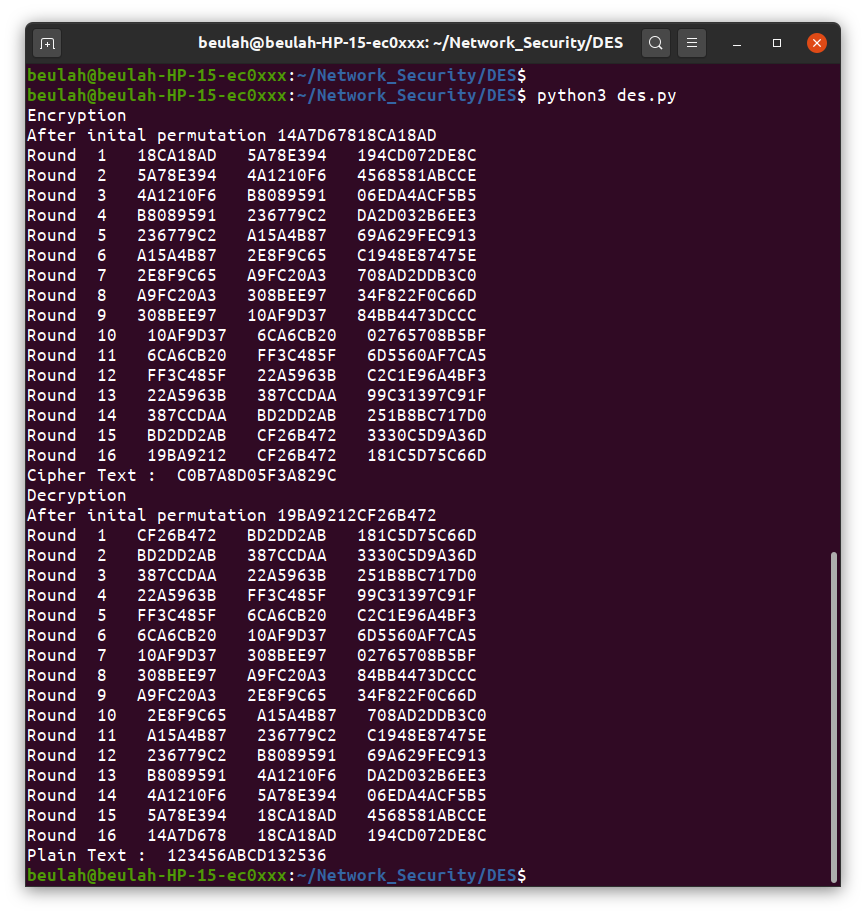 beulah@beulah-HP-15-ec0xxx: ~/Network_Security/DES
beulah@beulah-HP-15-ec0xxx:~/Network_Security/DES$
beulah@beulah-HP-15-ec0xxx:~/Network_Security/DES$ python3 des.py
Encryption
After inital permutation 14A7D67818CA18AD
Round  1   18CA18AD   5A78E394   194CD072DE8C
Round  2   5A78E394   4A1210F6   4568581ABCCE
Round  3   4A1210F6   B8089591   06EDA4ACF5B5
Round  4   B8089591   236779C2   DA2D032B6EE3
Round  5   236779C2   A15A4B87   69A629FEC913
Round  6   A15A4B87   2E8F9C65   C1948E87475E
Round  7   2E8F9C65   A9FC20A3   708AD2DDB3C0
Round  8   A9FC20A3   308BEE97   34F822F0C66D
Round  9   308BEE97   10AF9D37   84BB4473DCCC
Round  10   10AF9D37   6CA6CB20   02765708B5BF
Round  11   6CA6CB20   FF3C485F   6D5560AF7CA5
Round  12   FF3C485F   22A5963B   C2C1E96A4BF3
Round  13   22A5963B   387CCDAA   99C31397C91F
Round  14   387CCDAA   BD2DD2AB   251B8BC717D0
Round  15   BD2DD2AB   CF26B472   3330C5D9A36D
Round  16   19BA9212   CF26B472   181C5D75C66D
Cipher Text :  C0B7A8D05F3A829C
Decryption
After inital permutation 19BA9212CF26B472
Round  1   CF26B472   BD2DD2AB   181C5D75C66D
Round  2   BD2DD2AB   387CCDAA   3330C5D9A36D
Round  3   387CCDAA   22A5963B   251B8BC717D0
Round  4   22A5963B   FF3C485F   99C31397C91F
Round  5   FF3C485F   6CA6CB20   C2C1E96A4BF3
Round  6   6CA6CB20   10AF9D37   6D5560AF7CA5
Round  7   10AF9D37   308BEE97   02765708B5BF
Round  8   308BEE97   A9FC20A3   84BB4473DCCC
Round  9   A9FC20A3   2E8F9C65   34F822F0C66D
Round  10   2E8F9C65   A15A4B87   708AD2DDB3C0
Round  11   A15A4B87   236779C2   C1948E87475E
Round  12   236779C2   B8089591   69A629FEC913
Round  13   B8089591   4A1210F6   DA2D032B6EE3
Round  14   4A1210F6   5A78E394   06EDA4ACF5B5
Round  15   5A78E394   18CA18AD   4568581ABCCE
Round  16   14A7D678   18CA18AD   194CD072DE8C
Plain Text :  123456ABCD132536
beulah@beulah-HP-15-ec0xxx:~/Network_Security/DES$